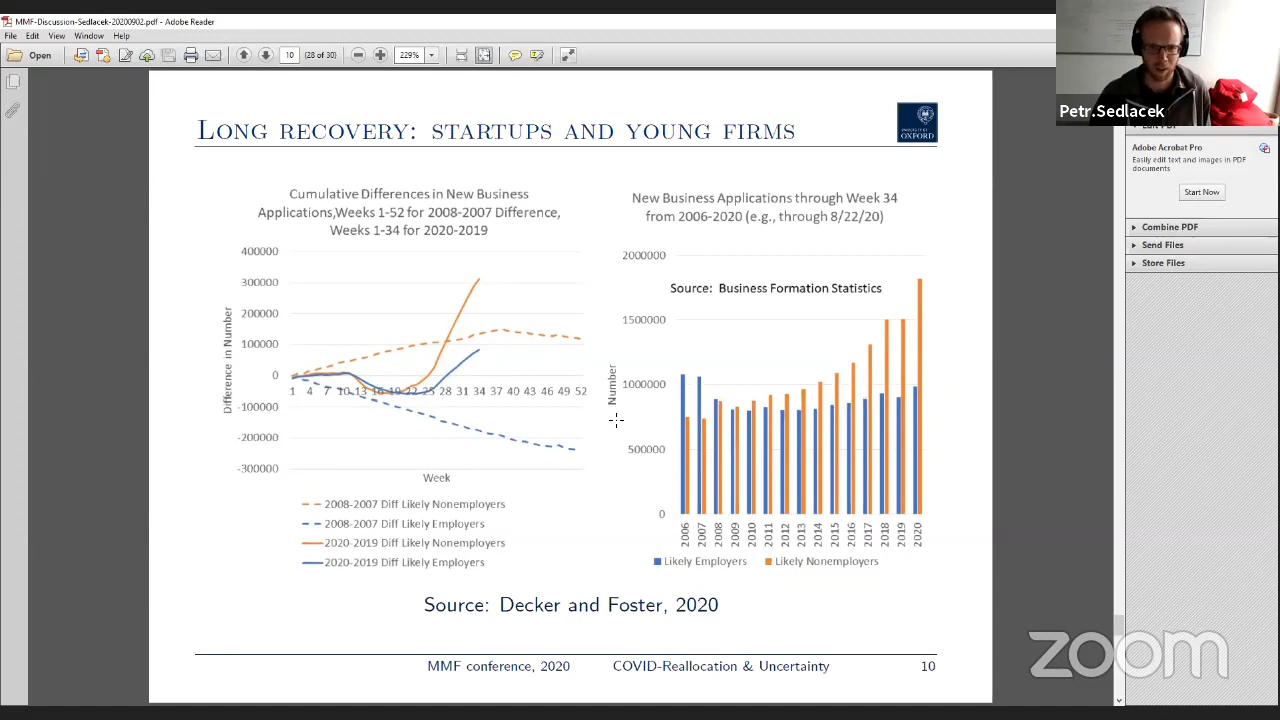 MMF-Discussion-Sedlacek-20200902.pdf - Adobe Reader
File Edit View Window Help
Open
10
(28 of 30)
229%
Petr.Sedlacek
LONG RECOVERY: STARTUPS AND YOUNG FIRMS
UNIVERSITY OF
OXFORD
Cumulative Differences in New Business
Applications,Weeks 1-52 for 2008-2007 Difference,
Weeks 1-34 for 2020-2019
400000
300000
200000
100000
0
-100000
-200000
-300000
Difference in Number
1 4 7 10 13 16 19 22 25 28 31 34 37 40 43 46 49 52
Week
2008-2007 Diff Likely Nonemployers
2008-2007 Diff Likely Employers
2020-2019 Diff Likely Nonemployers
2020-2019 Diff Likely Employers
New Business Applications through Week 34
from 2006-2020 (e.g., through 8/22/20)
2000000
Source: Business Formation Statistics
1500000
1000000
500000
0
Number
2006 2007 2008 2009 2010 2011 2012 2013 2014 2015 2016 2017 2018 2019 2020
Likely Employers Likely Nonemployers
Source: Decker and Foster, 2020
MMF conference, 2020 COVID-Reallocation & Uncertainty 10
Edit PDF
Adobe Acrobat Pro
Easily edit text and images in PDF
documents
Start Now
Combine PDF
Send Files
Store Files
zoom